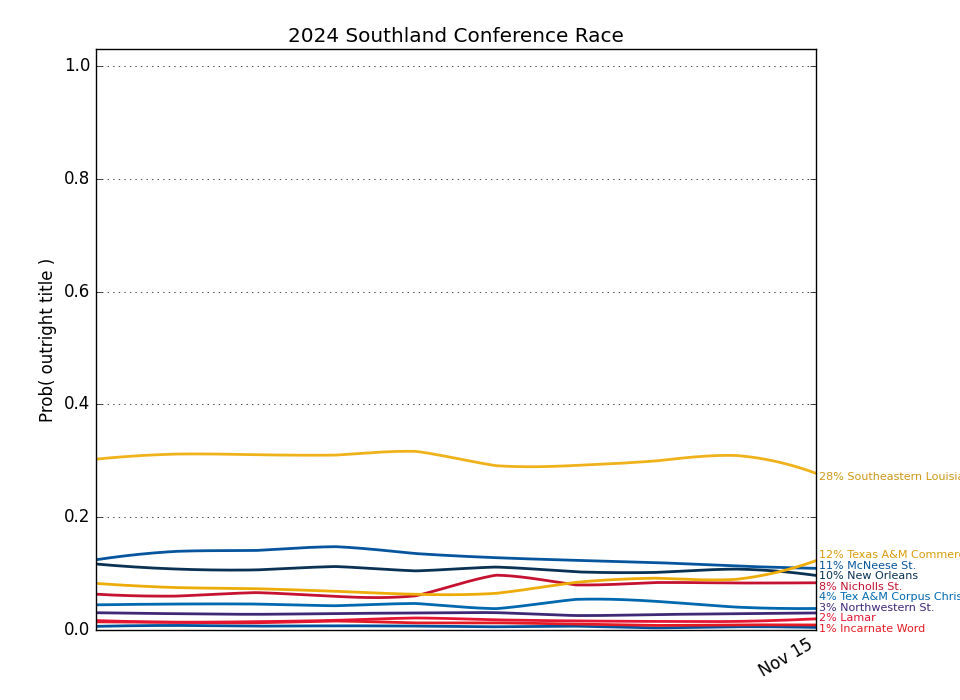 2024 Southland Conference Race
1.0
0.8
0.6
0.4
0.2
0.0
Prob( outright title )
Nov 15
28% Southeastern Louisia
12% Texas A&M Commer
11% McNeese St.
10% New Orleans
8% Nicholls St.
4% Tex A&M Corpus Chris
3% Northwestern St.
2% Lamar
1% Incarnate Word